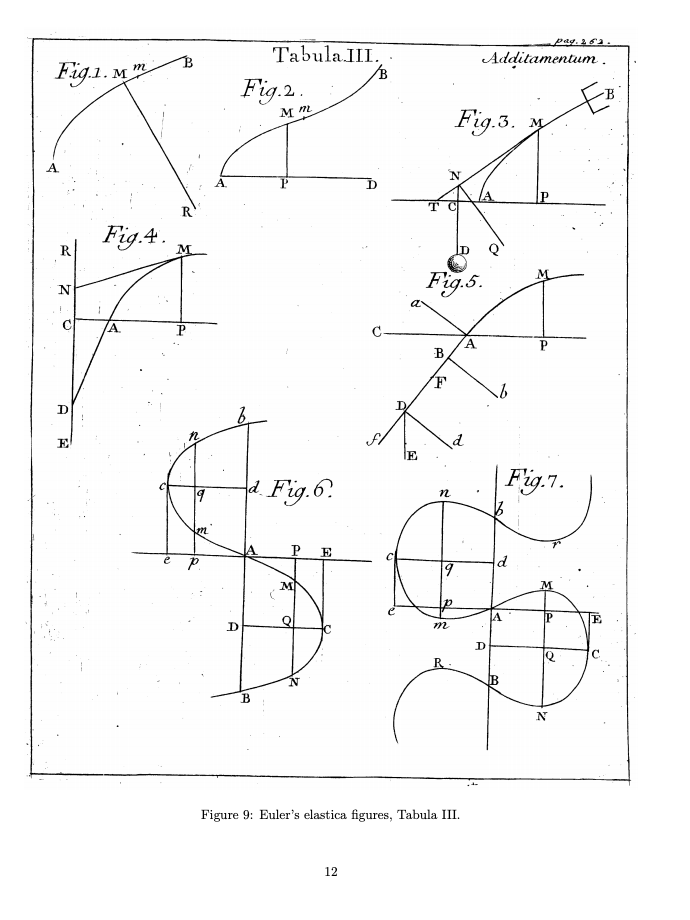 pag. 262.
Tabula III.
Additamentum.
Fig.1. M m B
A
R
Fig.2. B
M m
A P D
Fig.3. M B
N
T C A P
D Q
Fig.4.
R M
N
C A P
D
E
Fig.5. M
a
C A P
B
F b
D
f d
E
b
n
c q d Fig.6.
m
e p A P E
M
D Q C
N
B
Fig.7.
n b
r
c q d
e p M
m A P E
D Q C
R B
N
Figure 9: Euler's elastica figures, Tabula III.
12